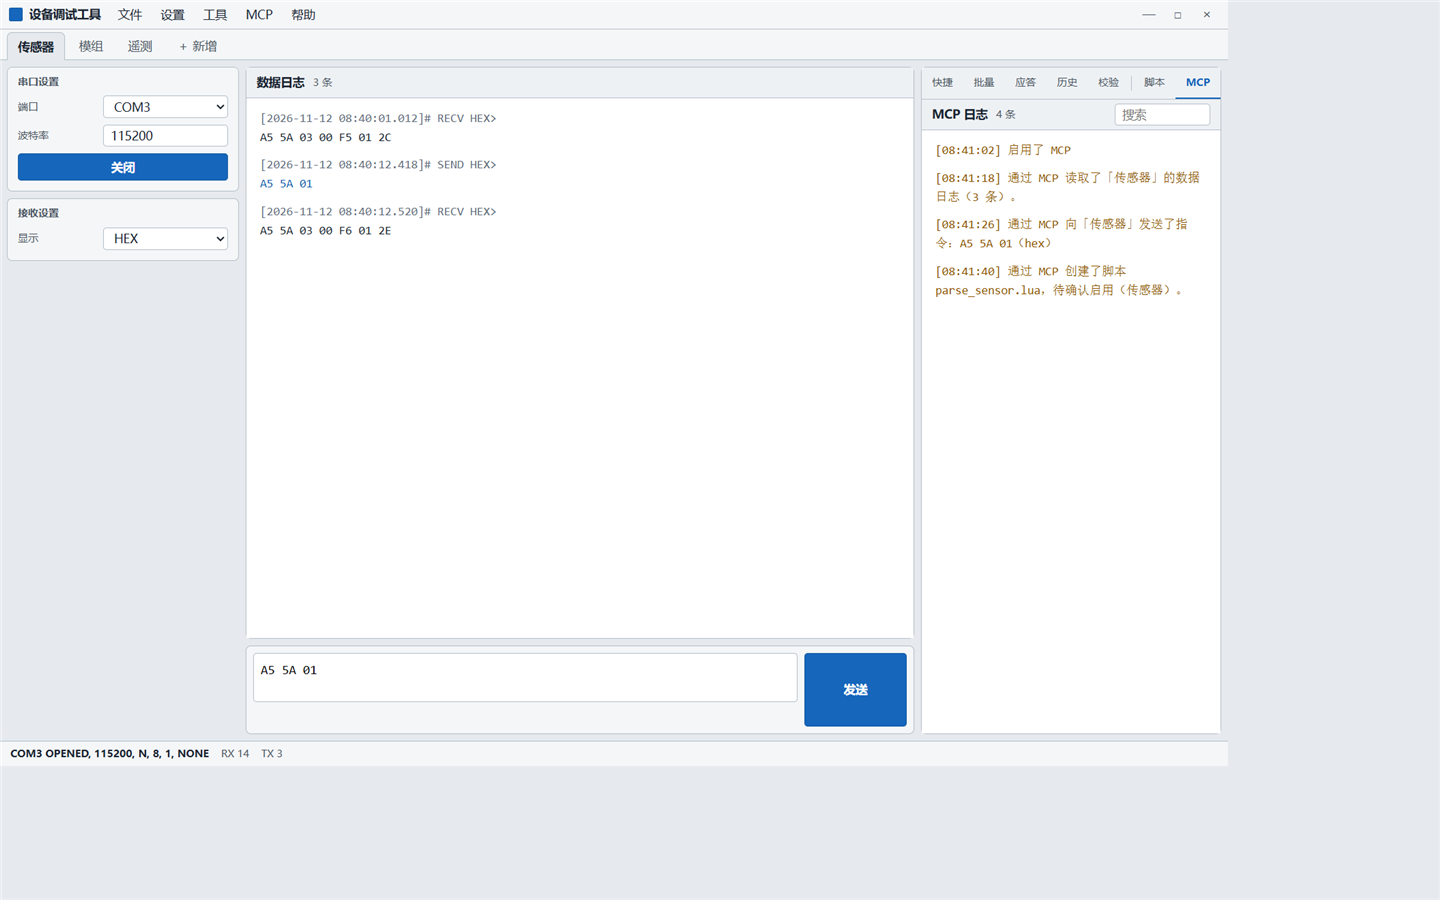 设备调试工具 文件 设置 工具 MCP 帮助
传感器 模组 遥测 + 新增
串口设置
端口 COM3
波特率 115200
关闭
接收设置
显示 HEX
数据日志 3 条
[2026-11-12 08:40:01.012]# RECV HEX>
A5 5A 03 00 F5 01 2C
[2026-11-12 08:40:12.418]# SEND HEX>
A5 5A 01
[2026-11-12 08:40:12.520]# RECV HEX>
A5 5A 03 00 F6 01 2E
A5 5A 01
发送
快捷 批量 应答 历史 校验 脚本 MCP
MCP 日志 4 条 搜索
[08:41:02] 启用了 MCP
[08:41:18] 通过 MCP 读取了「传感器」的数据
日志（3 条）。
[08:41:26] 通过 MCP 向「传感器」发送了指
令：A5 5A 01（hex）
[08:41:40] 通过 MCP 创建了脚本
parse_sensor.lua，待确认启用（传感器）。
COM3 OPENED, 115200, N, 8, 1, NONE RX 14 TX 3